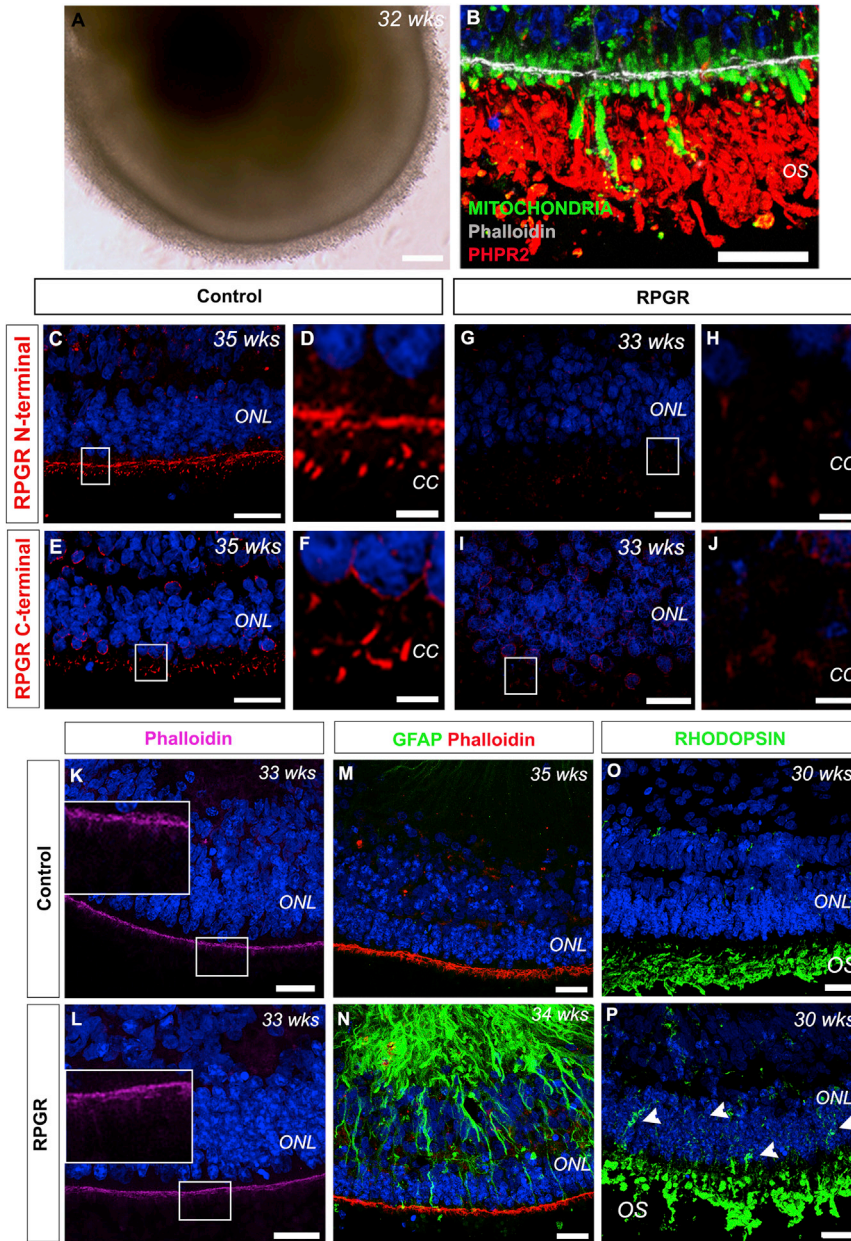 A
32 wks
B
OS
MITOCHONDRIA
Phalloidin
PHPR2
Control
RPGR
RPGR N-terminal
C
35 wks
ONL
D
CC
G
33 wks
ONL
H
CC
RPGR C-terminal
E
35 wks
ONL
F
CC
I
33 wks
ONL
J
CC
Phalloidin
GFAP Phalloidin
RHODOPSIN
Control
K
33 wks
ONL
M
35 wks
ONL
O
30 wks
ONL
OS
RPGR
L
33 wks
ONL
N
34 wks
ONL
P
30 wks
ONL
OS